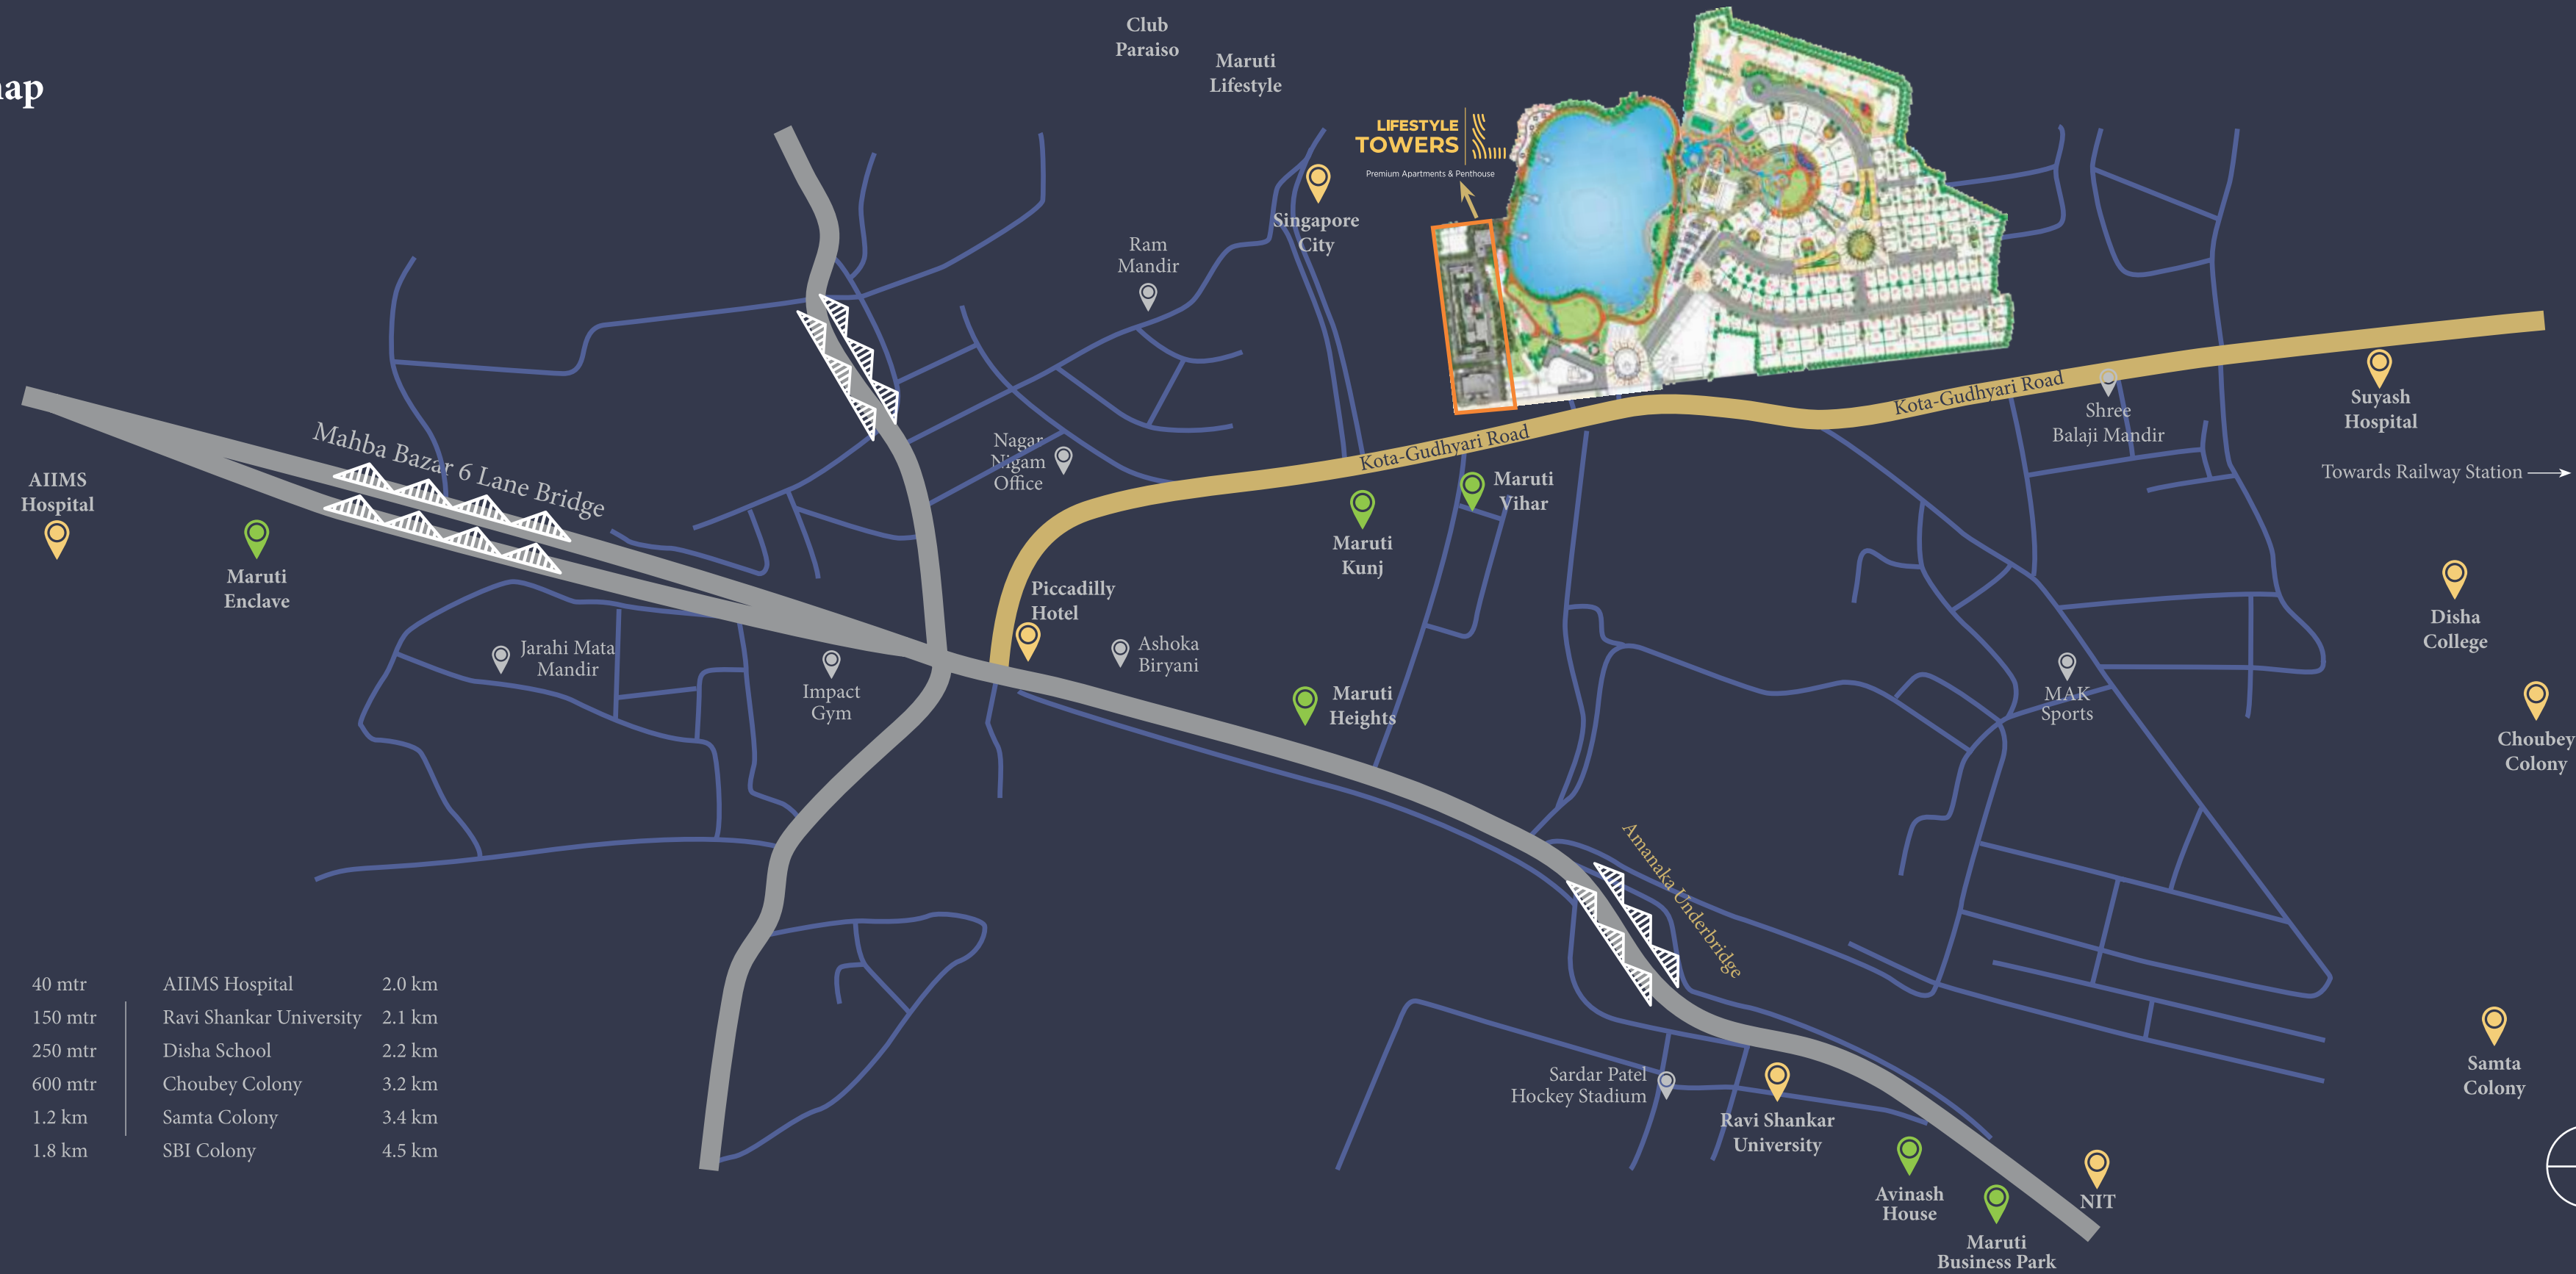 ap
Club
Paraiso
Maruti
Lifestyle
LIFESTYLE
TOWERS
Premium Apartments & Penthouse
Singapore
City
Ram
Mandir
Mahba Bazar 6 Lane Bridge
Nagar
Nigam
Office
Kota-Gudhyari Road
Kota-Gudhyari Road
Shree
Balaji Mandir
Suyash
Hospital
Towards Railway Station
AIIMS
Hospital
Maruti
Enclave
Maruti
Vihar
Maruti
Kunj
Piccadilly
Hotel
Ashoka
Biryani
Jarahi Mata
Mandir
Impact
Gym
Maruti
Heights
Disha
College
MAK
Sports
Choubey
Colony
Amanaka Underbridge
40 mtr AIIMS Hospital 2.0 km
150 mtr Ravi Shankar University 2.1 km
250 mtr Disha School 2.2 km
600 mtr Choubey Colony 3.2 km
1.2 km Samta Colony 3.4 km
1.8 km SBI Colony 4.5 km
Sardar Patel
Hockey Stadium
Ravi Shankar
University
Samta
Colony
Avinash
House
NIT
Maruti
Business Park